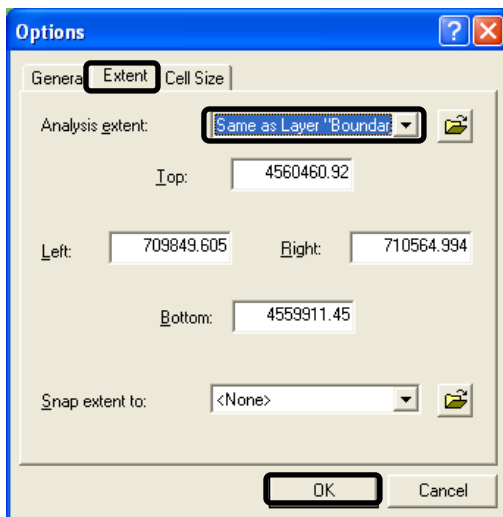 Options
General Extent Cell Size
Analysis extent: Same as Layer "Boundar
Top: 4560460.92
Left: 709849.605 Right: 710564.994
Bottom: 4559911.45
Snap extent to: <None>
OK Cancel